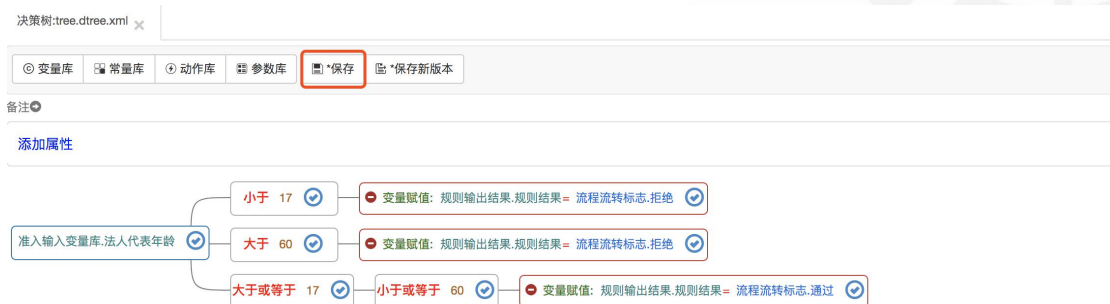 决策树:tree.dtree.xml
变量库 常量库 动作库 参数库 *保存 *保存新版本
备注
添加属性
小于 17 变量赋值: 规则输出结果.规则结果= 流程流转标志.拒绝
准入输入变量库.法人代表年龄 大于 60 变量赋值: 规则输出结果.规则结果= 流程流转标志.拒绝
大于或等于 17 小于或等于 60 变量赋值: 规则输出结果.规则结果= 流程流转标志.通过